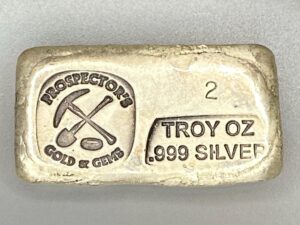 PROSPECTOR'S
GOLD & GEMS
2
TROY OZ
.999 SILVER